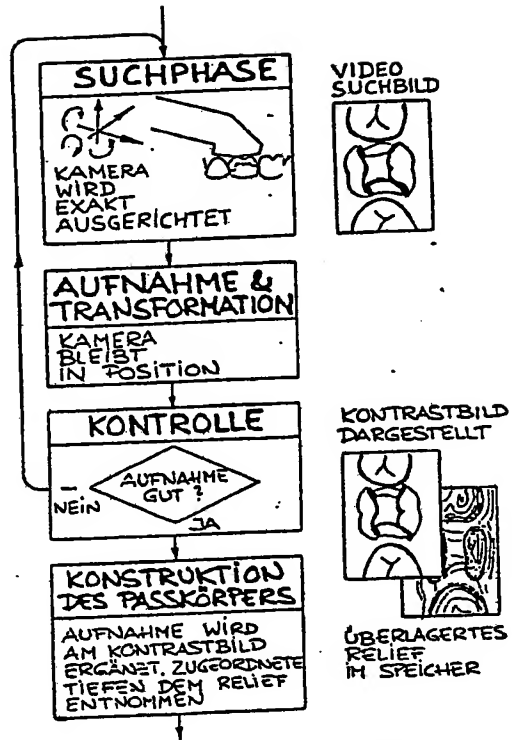 SUCHPHASE
KAMERA
WIRD
EXAKT
AUSGERICHTET
VIDEO
SUCHBILD
AUFNAHME &
TRANSFORMATION
KAMERA
BLEIBT
IN POSITION
KONTROLLE
AUFNAHME
GUT ?
NEIN
JA
KONTRASTBILD
DARGESTELLT
ÜBERLAGERTES
RELIEF
IM SPEICHER
KONSTRUKTION
DES PASSKÖRPERS
AUFNAHME WIRD
AM KONTRASTBILD
ERGÄNZT. ZUGEORDNETE
TIEFEN DEM RELIEF
ENTNOMMEN